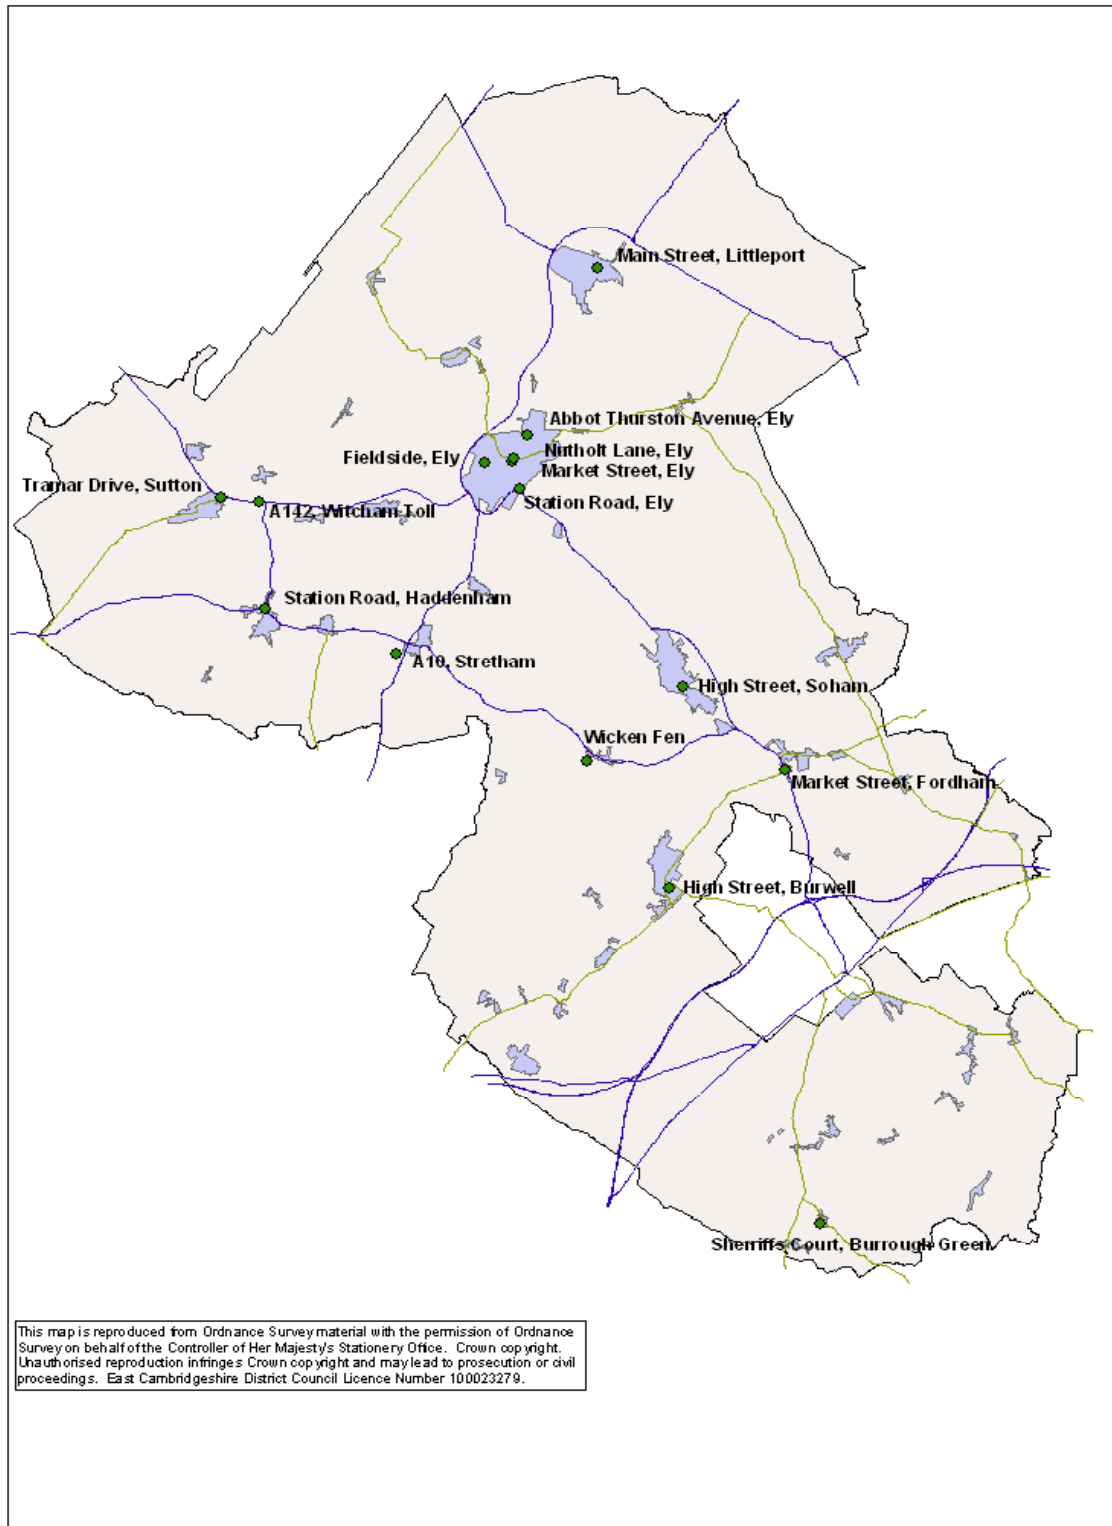 Main Street, Littleport
Abbot Thurston Avenue, Ely
Nutholt Lane, Ely
Fieldside, Ely
Market Street, Ely
Tramar Drive, Sutton
Station Road, Ely
A142, Witcham Toll
Station Road, Haddenham
A10, Stretham
High Street, Soham
Wicken Fen
Market Street, Fordham
High Street, Burwell
Sherriffs Court, Burrough Green
This map is reproduced from Ordnance Survey material with the permission of Ordnance
Survey on behalf of the Controller of Her Majesty's Stationery Office. Crown copyright.
Unauthorised reproduction infringes Crown copyright and may lead to prosecution or civil
proceedings. East Cambridgeshire District Council Licence Number 100023279.